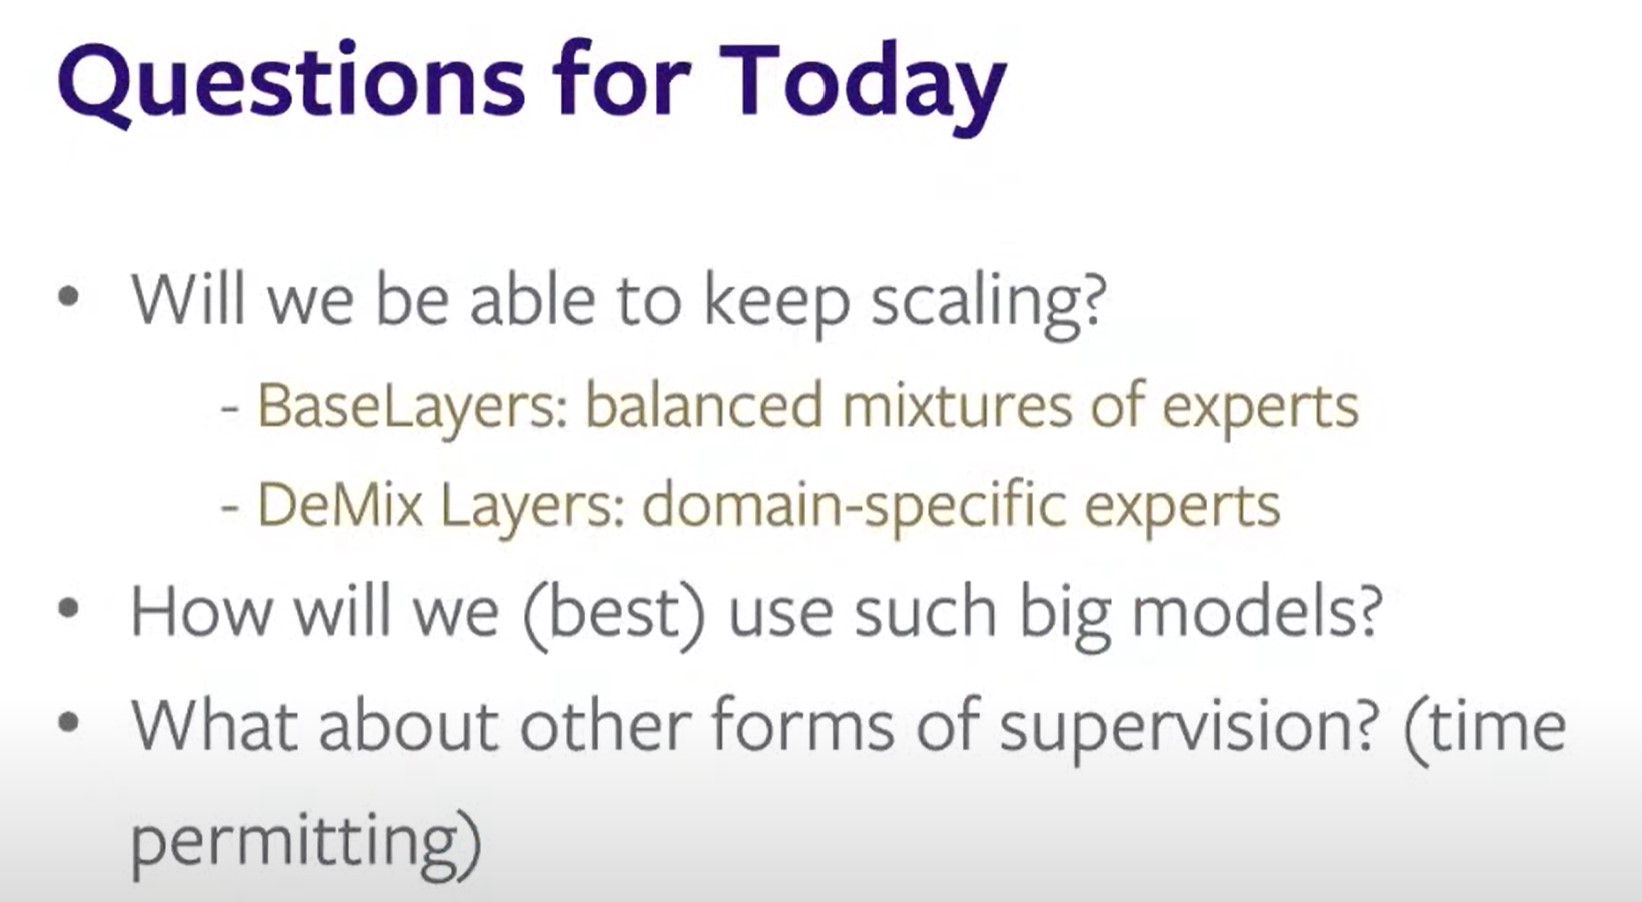 Questions for Today
• Will we be able to keep scaling?
- BaseLayers: balanced mixtures of experts
- DeMix Layers: domain-specific experts
• How will we (best) use such big models?
• What about other forms of supervision? (time
permitting)